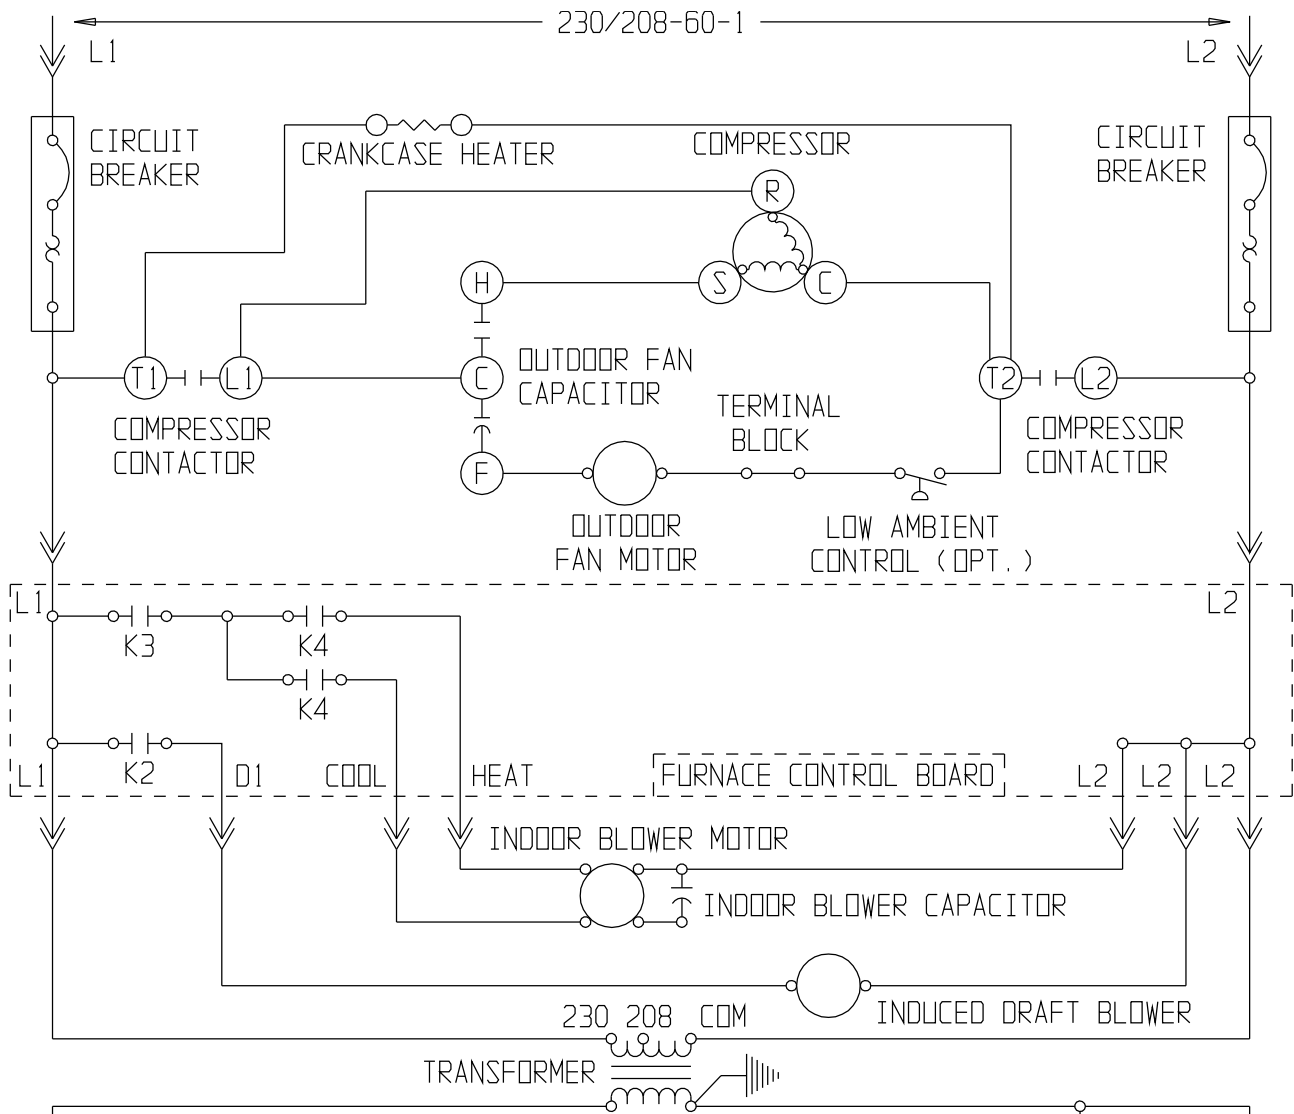 230/208-60-1
L1
L2
CIRCUIT
BREAKER
CRANKCASE HEATER
COMPRESSOR
CIRCUIT
BREAKER
R
H
S
C
T1
L1
C
OUTDOOR FAN
CAPACITOR
T2
L2
COMPRESSOR
CONTACTOR
TERMINAL
BLOCK
COMPRESSOR
CONTACTOR
F
OUTDOOR
FAN MOTOR
LOW AMBIENT
CONTROL (OPT.)
L1
L2
K3
K4
K4
L1
K2
D1
COOL
HEAT
FURNACE CONTROL BOARD
L2
L2
L2
INDOOR BLOWER MOTOR
INDOOR BLOWER CAPACITOR
INDUCED DRAFT BLOWER
230 208 COM
TRANSFORMER